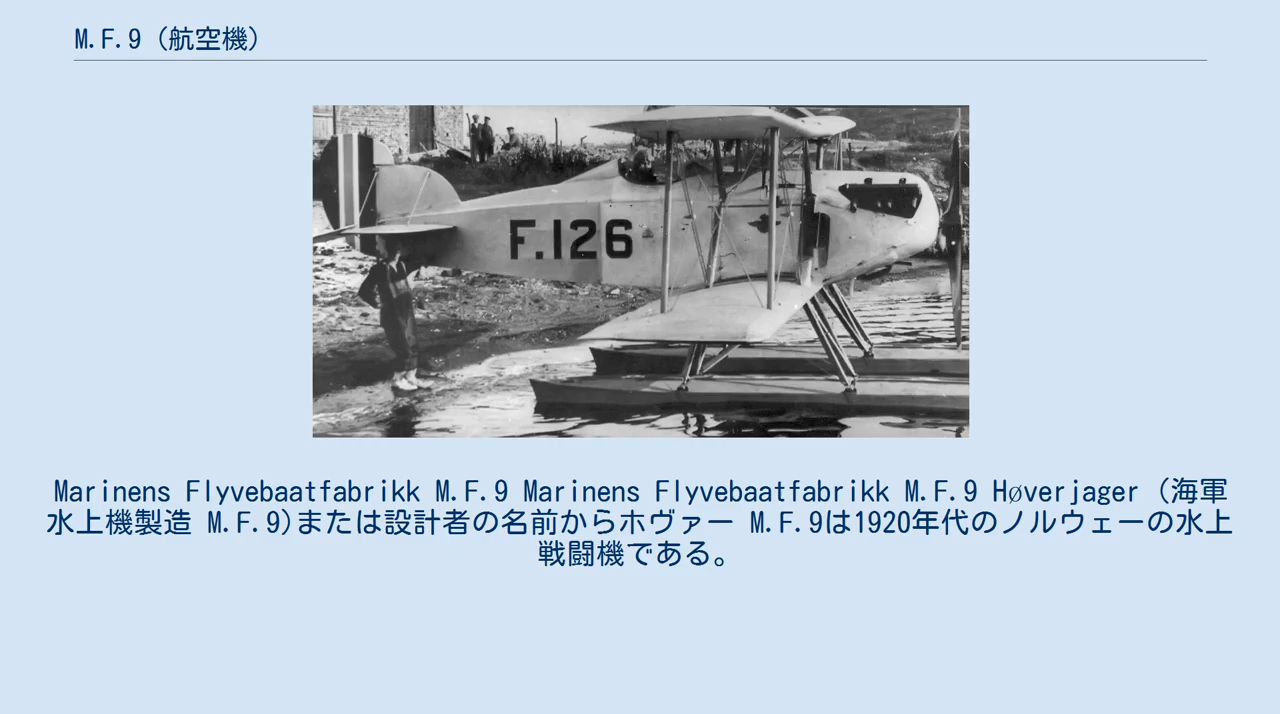 M.F.9（航空機）
F.126
Marinens Flyvebaatfabrikk M.F.9 Marinens Flyvebaatfabrikk M.F.9 Høverjager（海軍
水上機製造 M.F.9)または設計者の名前からホヴァー M.F.9は1920年代のノルウェーの水上
戦闘機である。